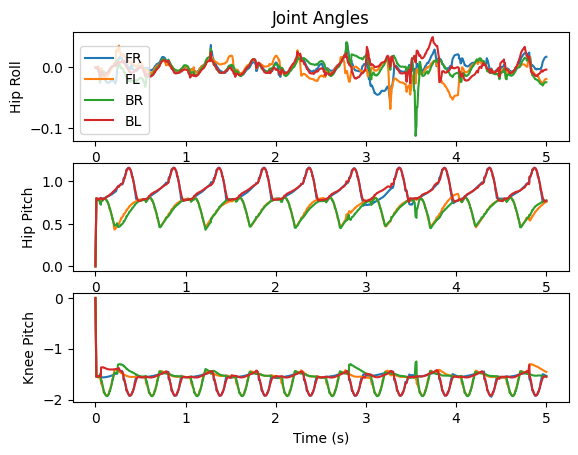 Joint Angles
Hip Roll
0.0
−0.1
FR
FL
BR
BL
0 1 2 3 4 5
Hip Pitch
1.0
0.5
0.0
0 1 2 3 4 5
Knee Pitch
0
−1
−2
0 1 2 3 4 5
Time (s)